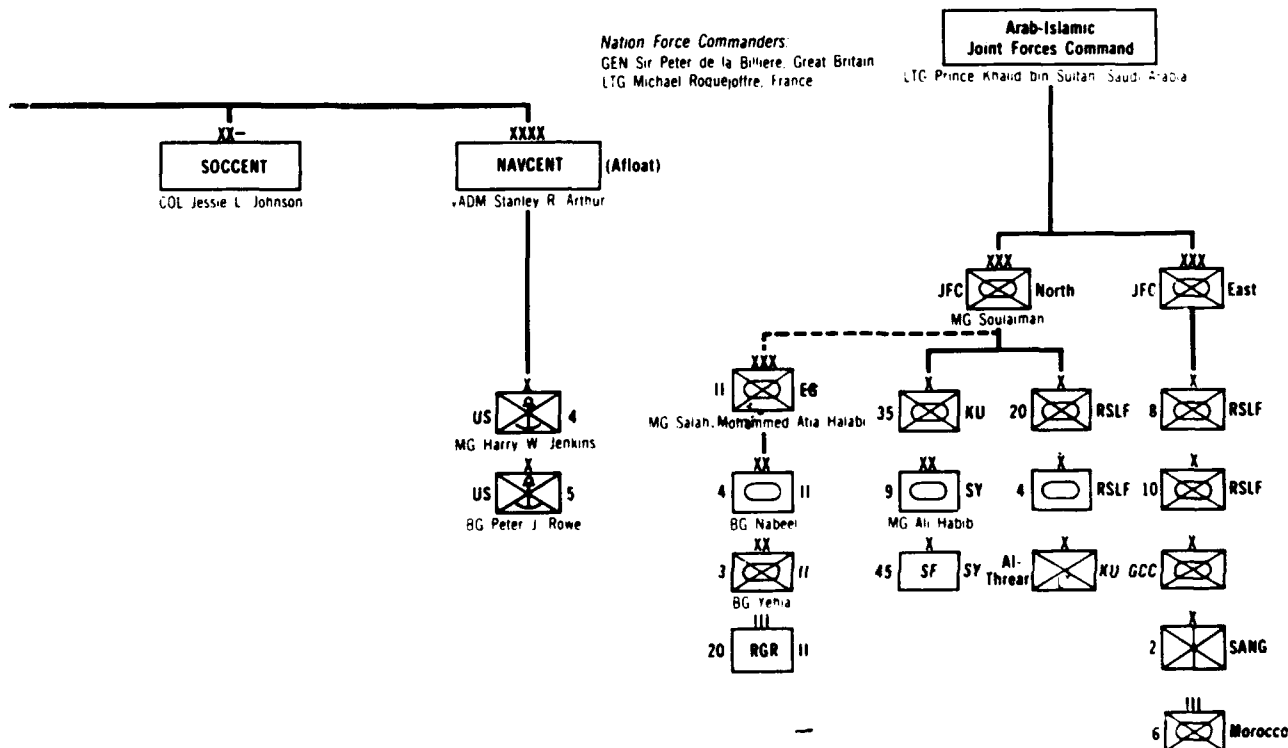 Nation Force Commanders:
GEN Sir Peter de la Billiere, Great Britain
LTG Michael Roquejoffre, France
Arab-Islamic
Joint Forces Command
LTG Prince Khalid bin Sultan, Saudi Arabia
XX–
SOCCENT
COL Jessie L. Johnson
XXXX
NAVCENT (Afloat)
VADM Stanley R. Arthur
X
US 4
MG Harry W. Jenkins
X
US 5
BG Peter J. Rowe
XXX
JFC North
MG Soulaiman
XXX
JFC East
XXX
II EG
MG Salah Mohammed Atia Halabi
XX
4 II
BG Nabeel
XX
3 II
BG Yehia
III
20 RGR II
X
35 KU
XX
9 SY
MG Ali Habib
X
45 SF SY
X
20 RSLF
X
4 RSLF
X
Al-
Threar KU
X
8 RSLF
X
10 RSLF
X
GCC
X
2 SANG
III
6 Morocco